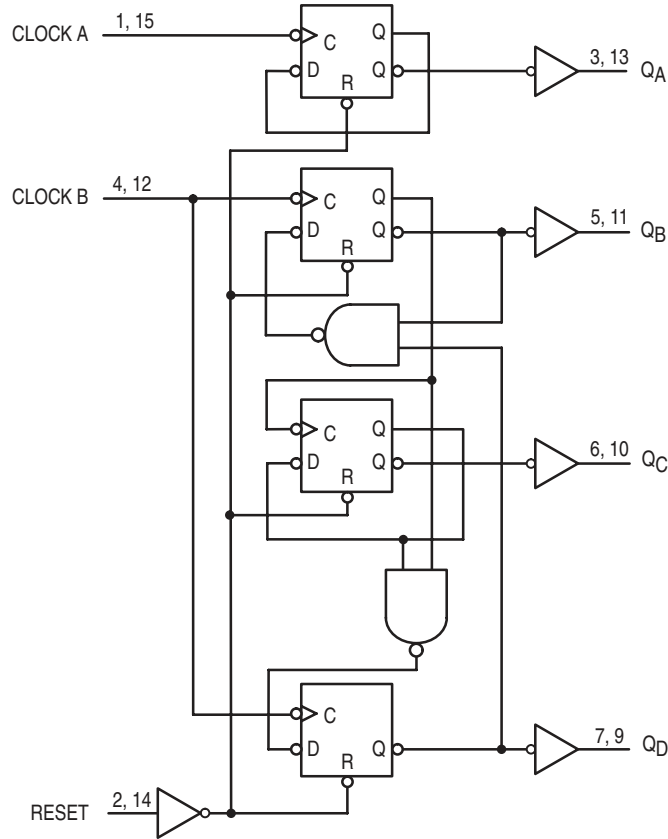 CLOCK A 1, 15 C Q
D Q 3, 13 QA
R
CLOCK B 4, 12 C Q
D Q 5, 11 QB
R
C Q
D Q 6, 10 QC
R
C
D Q 7, 9 QD
R
RESET 2, 14